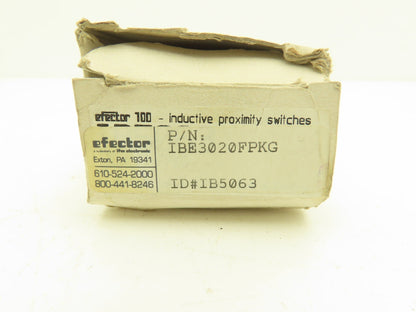 efector 100 - inductive proximity switches
P/N:
IBE3020FPKG
efector
Exton, PA 19341
610-524-2000
800-441-8246
ID#IB5063